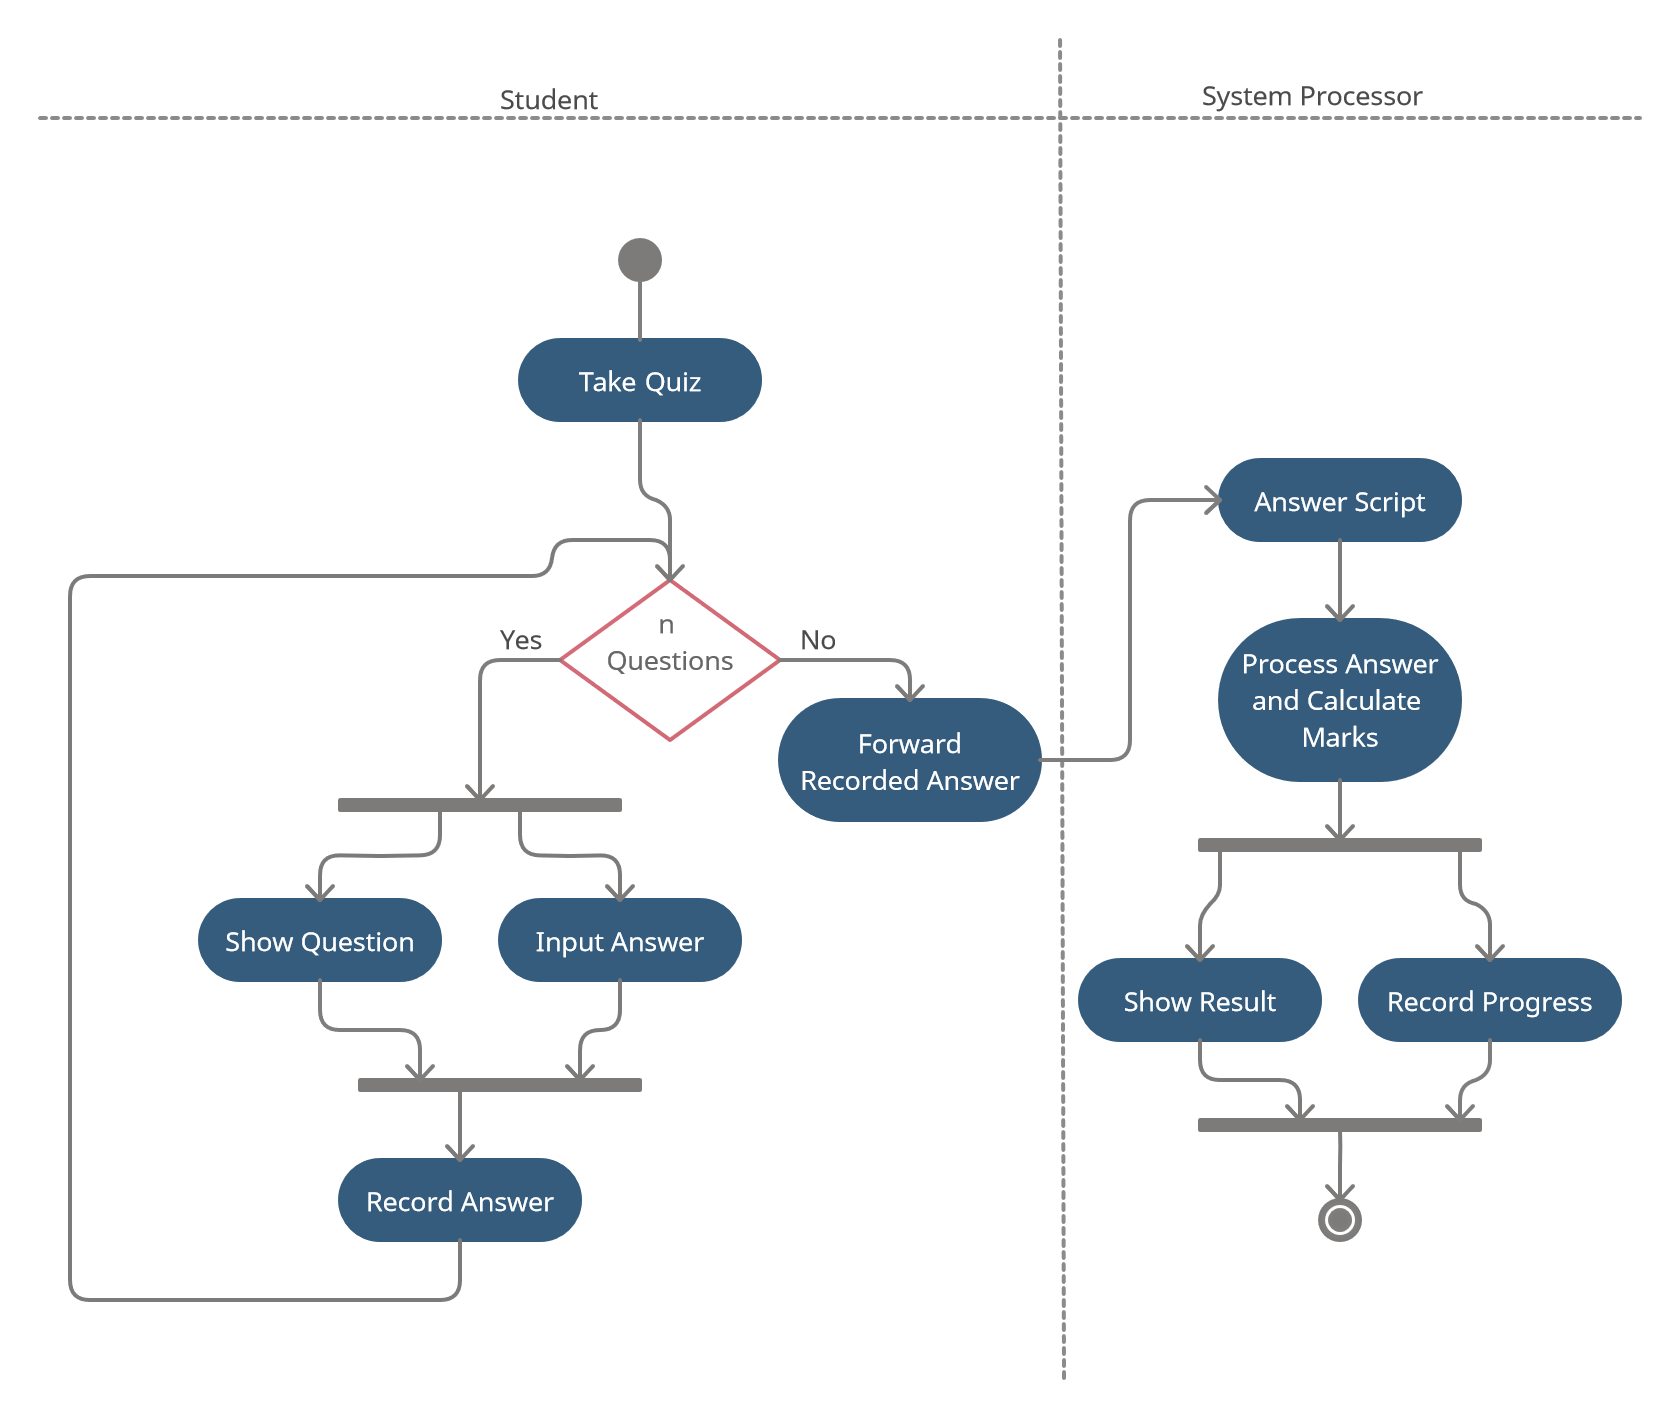 Student
System Processor
Take Quiz
n
Questions
Yes
No
Forward
Recorded Answer
Show Question
Input Answer
Record Answer
Answer Script
Process Answer
and Calculate
Marks
Show Result
Record Progress